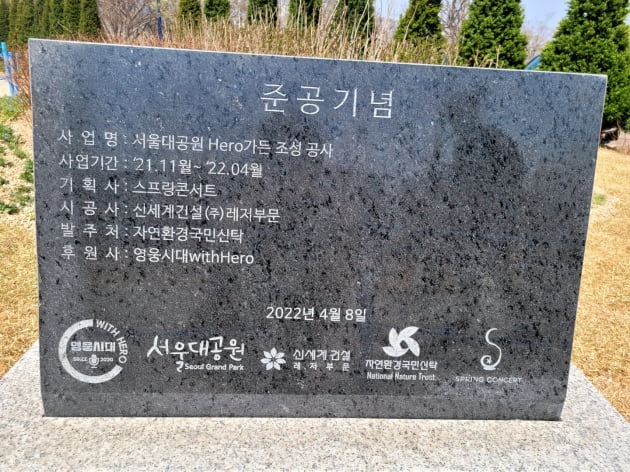 준공기념
사 업 명 : 서울대공원 Hero가든 조성 공사
사업기간 : '21.11월~ '22.04월
기 획 사 : 스프링콘서트
시 공 사 : 신세계건설(주)레저부문
발 주 처 : 자연환경국민신탁
후 원 사 : 영웅시대withHero
2022년 4월 8일
WITH HERO
영웅시대
SINCE 2020
서울대공원
Seoul Grand Park
신세계건설
레저부문
자연환경국민신탁
National Nature Trust
SPRING CONCERT